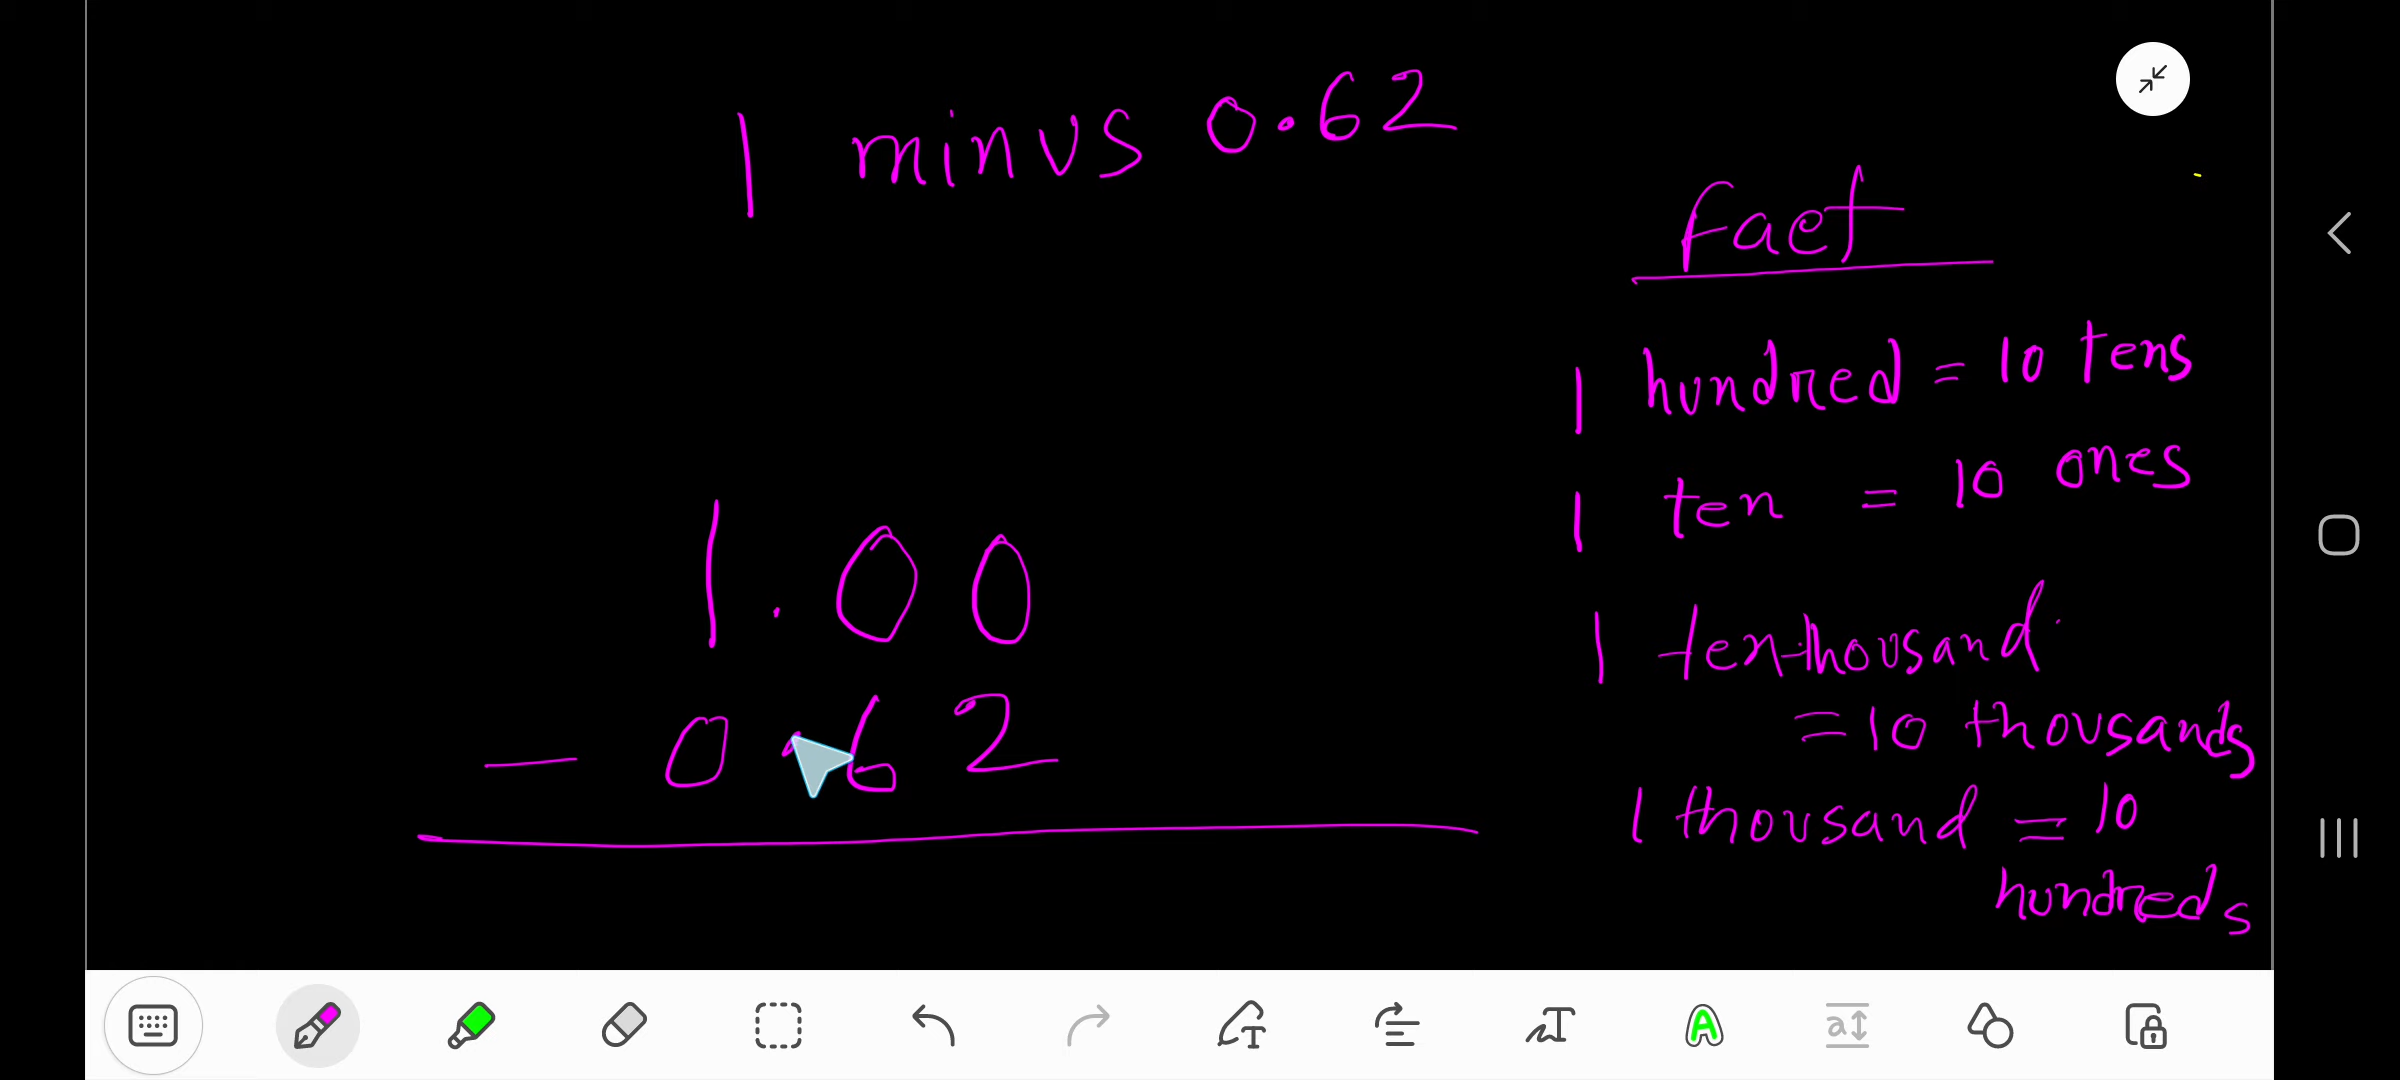 1 minus 0.62
fact
1 hundred = 10 tens
1 ten = 10 ones
1 ten-thousand
= 10 thousands
1 thousand = 10
hundreds
1.00
- 0.62